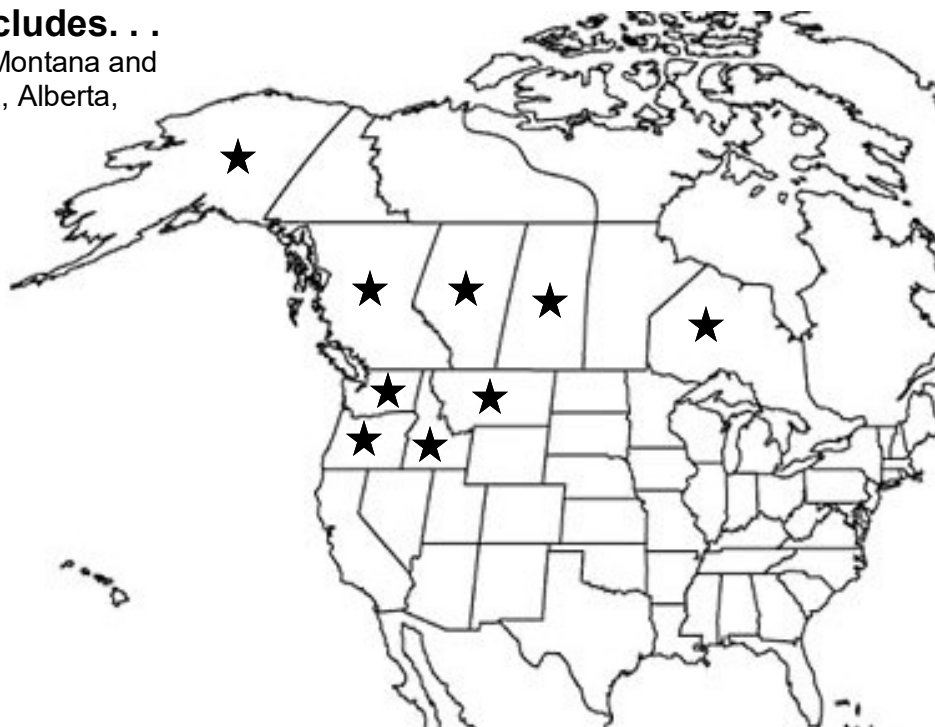 cludes. . .
Montana and
, Alberta,